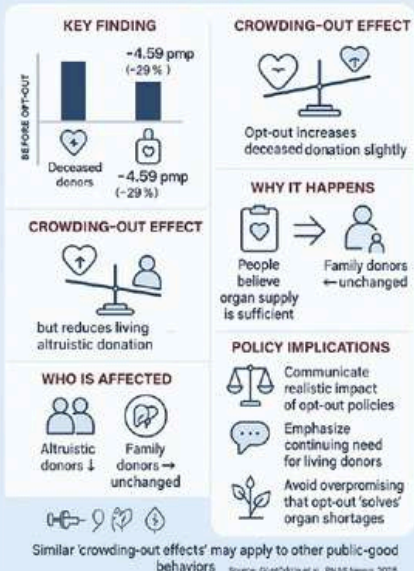 KEY FINDING
BEFORE OPT-OUT
-4.59 pmp
(-29 %)
Deceased
donors
-4.59 pmp
(-29 %)
CROWDING-OUT EFFECT
but reduces living
altruistic donation
WHO IS AFFECTED
Altruistic
donors ↓
Family
donors →
unchanged
CROWDING-OUT EFFECT
Opt-out increases
deceased donation slightly
WHY IT HAPPENS
People
believe
organ supply
is sufficient
Family donors
← unchanged
POLICY IMPLICATIONS
Communicate
realistic impact
of opt-out policies
Emphasize
continuing need
for living donors
Avoid overpromising
that opt-out 'solves'
organ shortages
Similar 'crowding-out effects' may apply to other public-good
behaviors
Source: